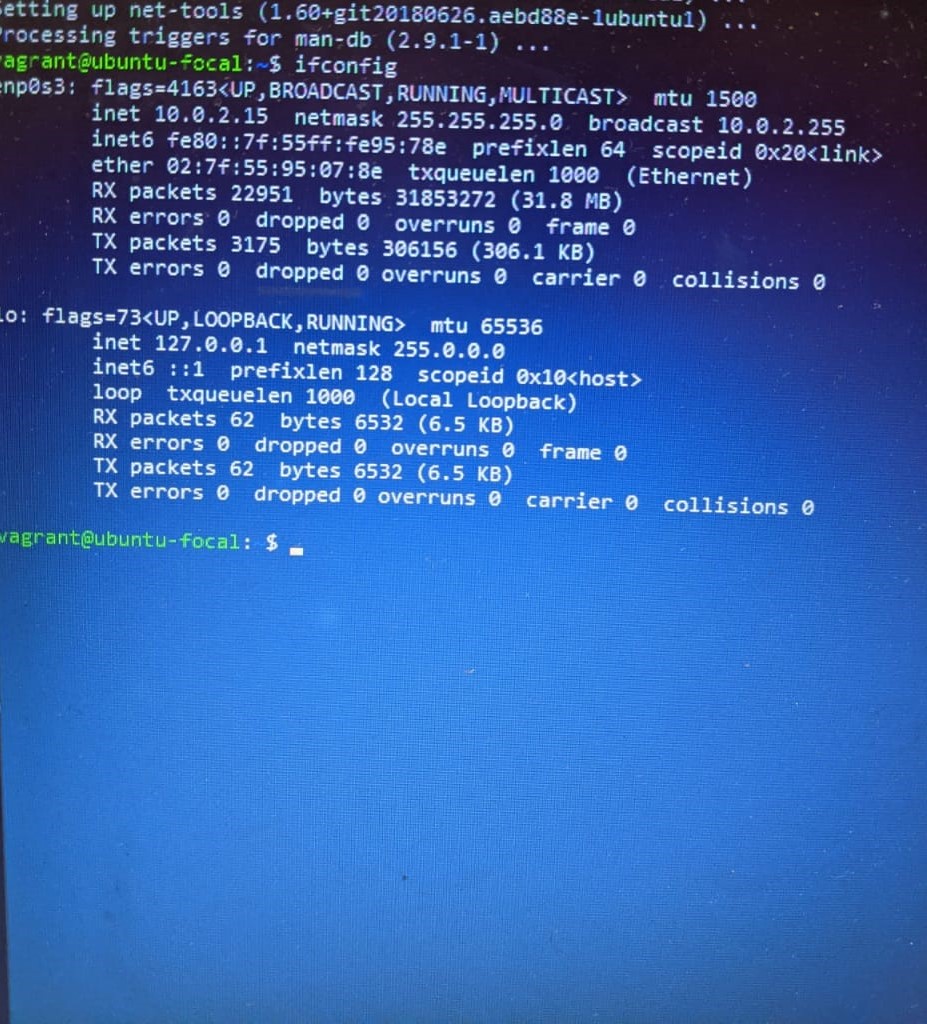 etting up net-tools (1.60+git20180626.aebd88e-1ubuntu1) ...
rocessing triggers for man-db (2.9.1-1) ...
agrant@ubuntu-focal:~$ ifconfig
enp0s3: flags=4163<UP,BROADCAST,RUNNING,MULTICAST>  mtu 1500
        inet 10.0.2.15  netmask 255.255.255.0  broadcast 10.0.2.255
        inet6 fe80::7f:55ff:fe95:78e  prefixlen 64  scopeid 0x20<link>
        ether 02:7f:55:95:07:8e  txqueuelen 1000  (Ethernet)
        RX packets 22951  bytes 31853272 (31.8 MB)
        RX errors 0  dropped 0  overruns 0  frame 0
        TX packets 3175  bytes 306156 (306.1 KB)
        TX errors 0  dropped 0 overruns 0  carrier 0  collisions 0

lo: flags=73<UP,LOOPBACK,RUNNING>  mtu 65536
        inet 127.0.0.1  netmask 255.0.0.0
        inet6 ::1  prefixlen 128  scopeid 0x10<host>
        loop  txqueuelen 1000  (Local Loopback)
        RX packets 62  bytes 6532 (6.5 KB)
        RX errors 0  dropped 0  overruns 0  frame 0
        TX packets 62  bytes 6532 (6.5 KB)
        TX errors 0  dropped 0 overruns 0  carrier 0  collisions 0

vagrant@ubuntu-focal: $